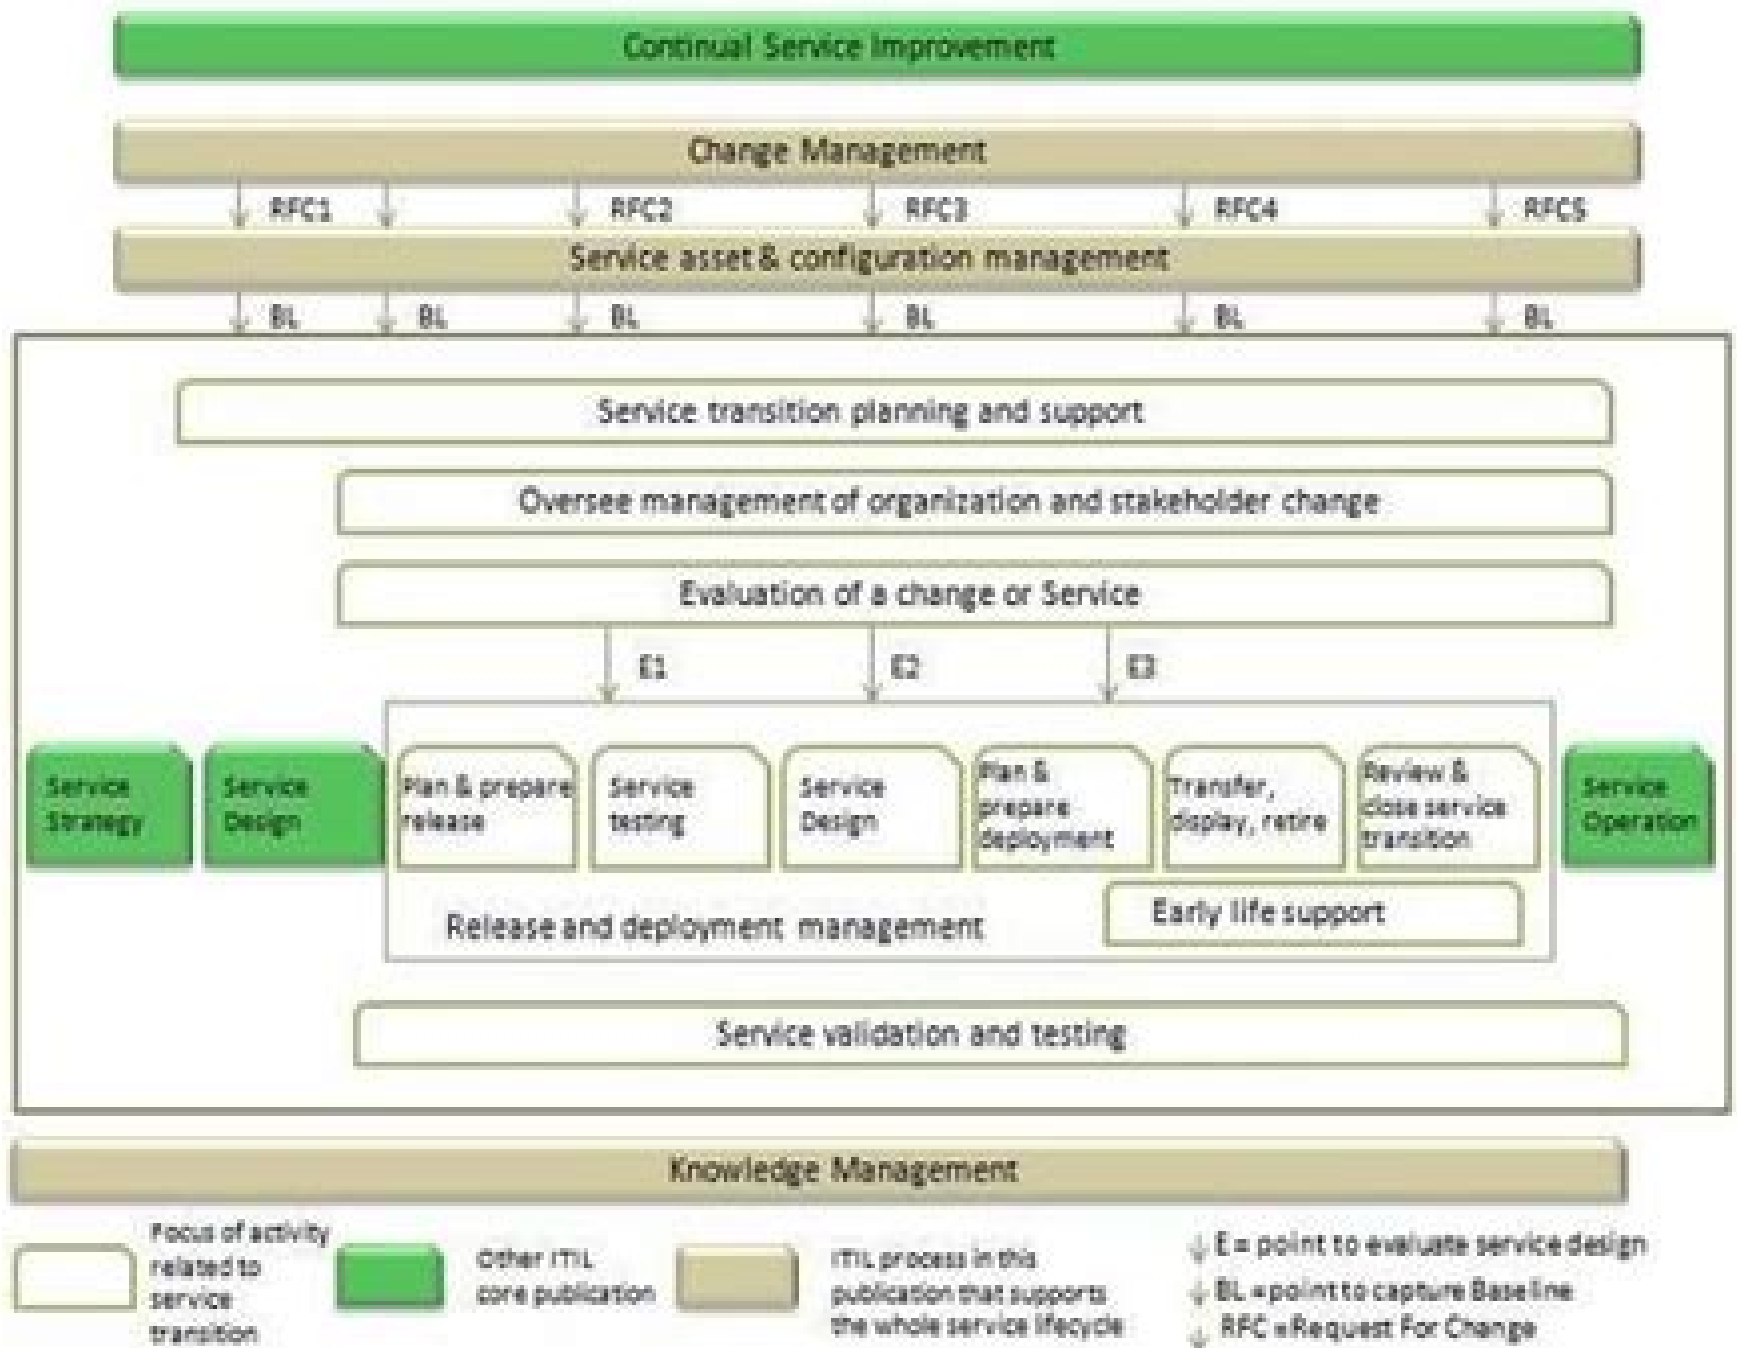 Continual Service Improvement
Change Management
RFC1
RFC2
RFC3
RFC4
RFC5
Service asset & configuration management
BL
BL
BL
BL
BL
BL
Service transition planning and support
Oversee management of organization and stakeholder change
Evaluation of a change or Service
E1
E2
E3
Service
Strategy
Service
Design
Plan & prepare
release
Service
testing
Service
Design
Plan &
prepare
deployment
Transfer,
display, retire
Review &
close service
transition
Service
Operation
Release and deployment management
Early life support
Service validation and testing
Knowledge Management
Focus of activity
related to
service
transition
Other ITIL
core publication
ITIL process in this
publication that supports
the whole service lifecycle
E = point to evaluate service design
BL = point to capture Baseline
RFC = Request For Change